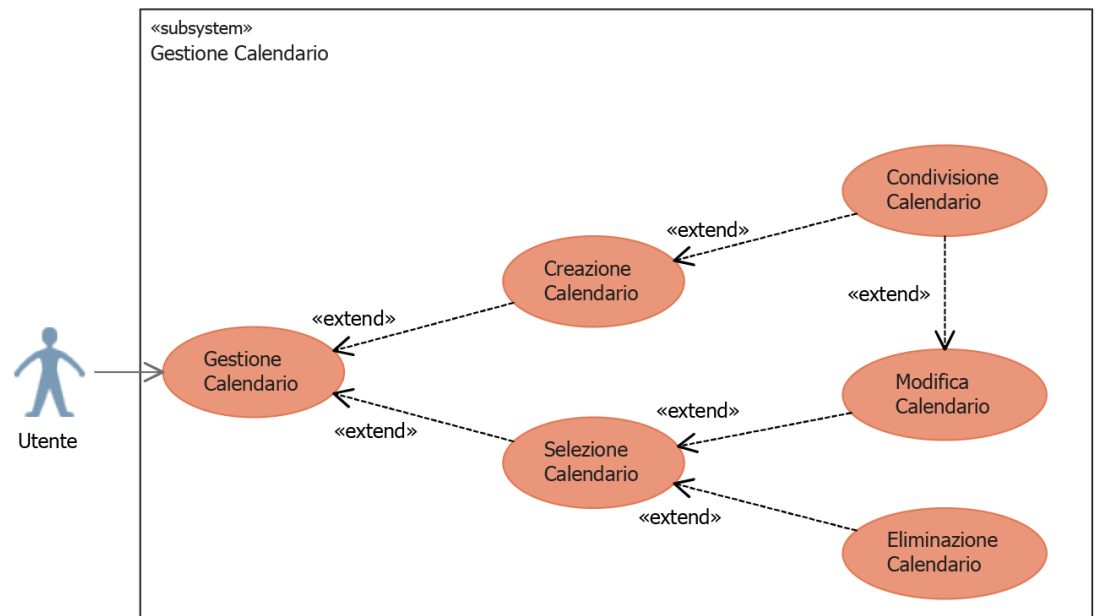 «subsystem»
Gestione Calendario
Condivisione
Calendario
«extend»
Creazione
Calendario
«extend»
«extend»
Gestione
Calendario
Modifica
Calendario
«extend»
«extend»
Utente
Selezione
Calendario
«extend»
Eliminazione
Calendario